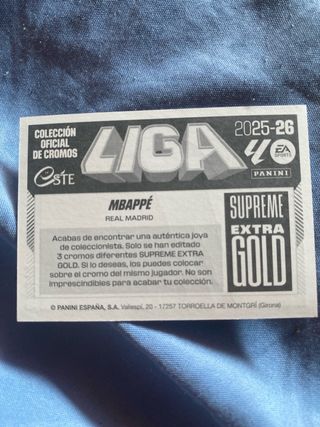 COLECCIÓN
OFICIAL
DE CROMOS
LIGA
2025-26
EA
SPORTS
PANINI
eSTE
MBAPPÉ
REAL MADRID
Acabas de encontrar una auténtica joya
de coleccionista. Solo se han editado
3 cromos diferentes SUPREME EXTRA
GOLD. Si lo deseas, los puedes colocar
sobre el cromo del mismo jugador. No son
imprescindibles para acabar tu colección.
SUPREME
EXTRA
GOLD
© PANINI ESPAÑA, S.A. Vallespí, 20 - 17257 TORROELLA DE MONTGRÍ (Girona)